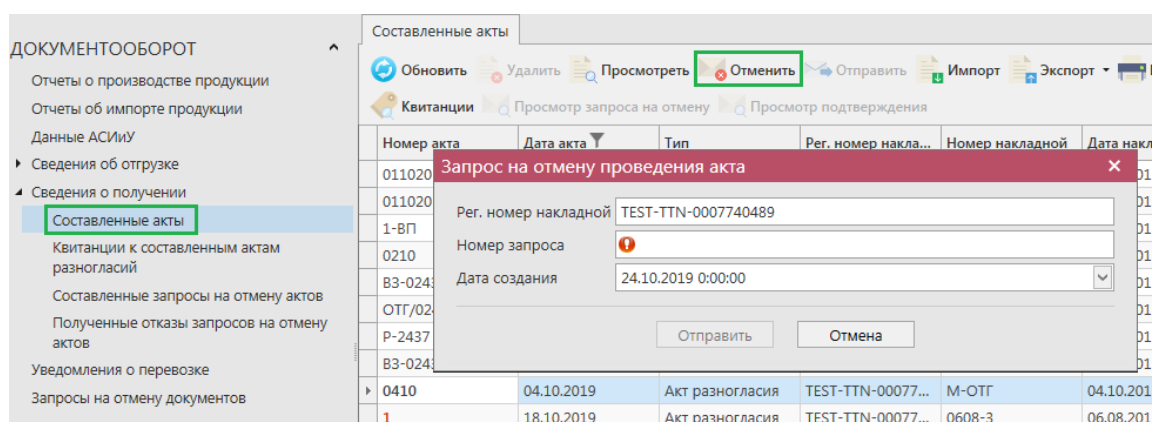 Составленные акты
ДОКУМЕНТООБОРОТ
Отчеты о производстве продукции
Отчеты об импорте продукции
Данные АСИиУ
Сведения об отгрузке
Сведения о получении
Составленные акты
Квитанции к составленным актам
разногласий
Составленные запросы на отмену актов
Полученные отказы запросов на отмену
актов
Уведомления о перевозке
Запросы на отмену документов
Обновить Удалить Просмотреть Отменить Отправить Импорт Экспорт
Квитанции Просмотр запроса на отмену Просмотр подтверждения
Номер акта Дата акта Тип Рег. номер накла... Номер накладной Дата накл
011020
011020
1-ВП
0210
ВЗ-024
ОТГ/02
Р-2437
ВЗ-024
Запрос на отмену проведения акта
Рег. номер накладной TEST-TTN-0007740489
Номер запроса
Дата создания 24.10.2019 0:00:00
Отправить Отмена
0410 04.10.2019 Акт разногласия TEST-TTN-00077... М-ОТГ 04.10.201
1 18.10.2019 Акт разногласия TEST-TTN-00077... 0608-3 06.08.201